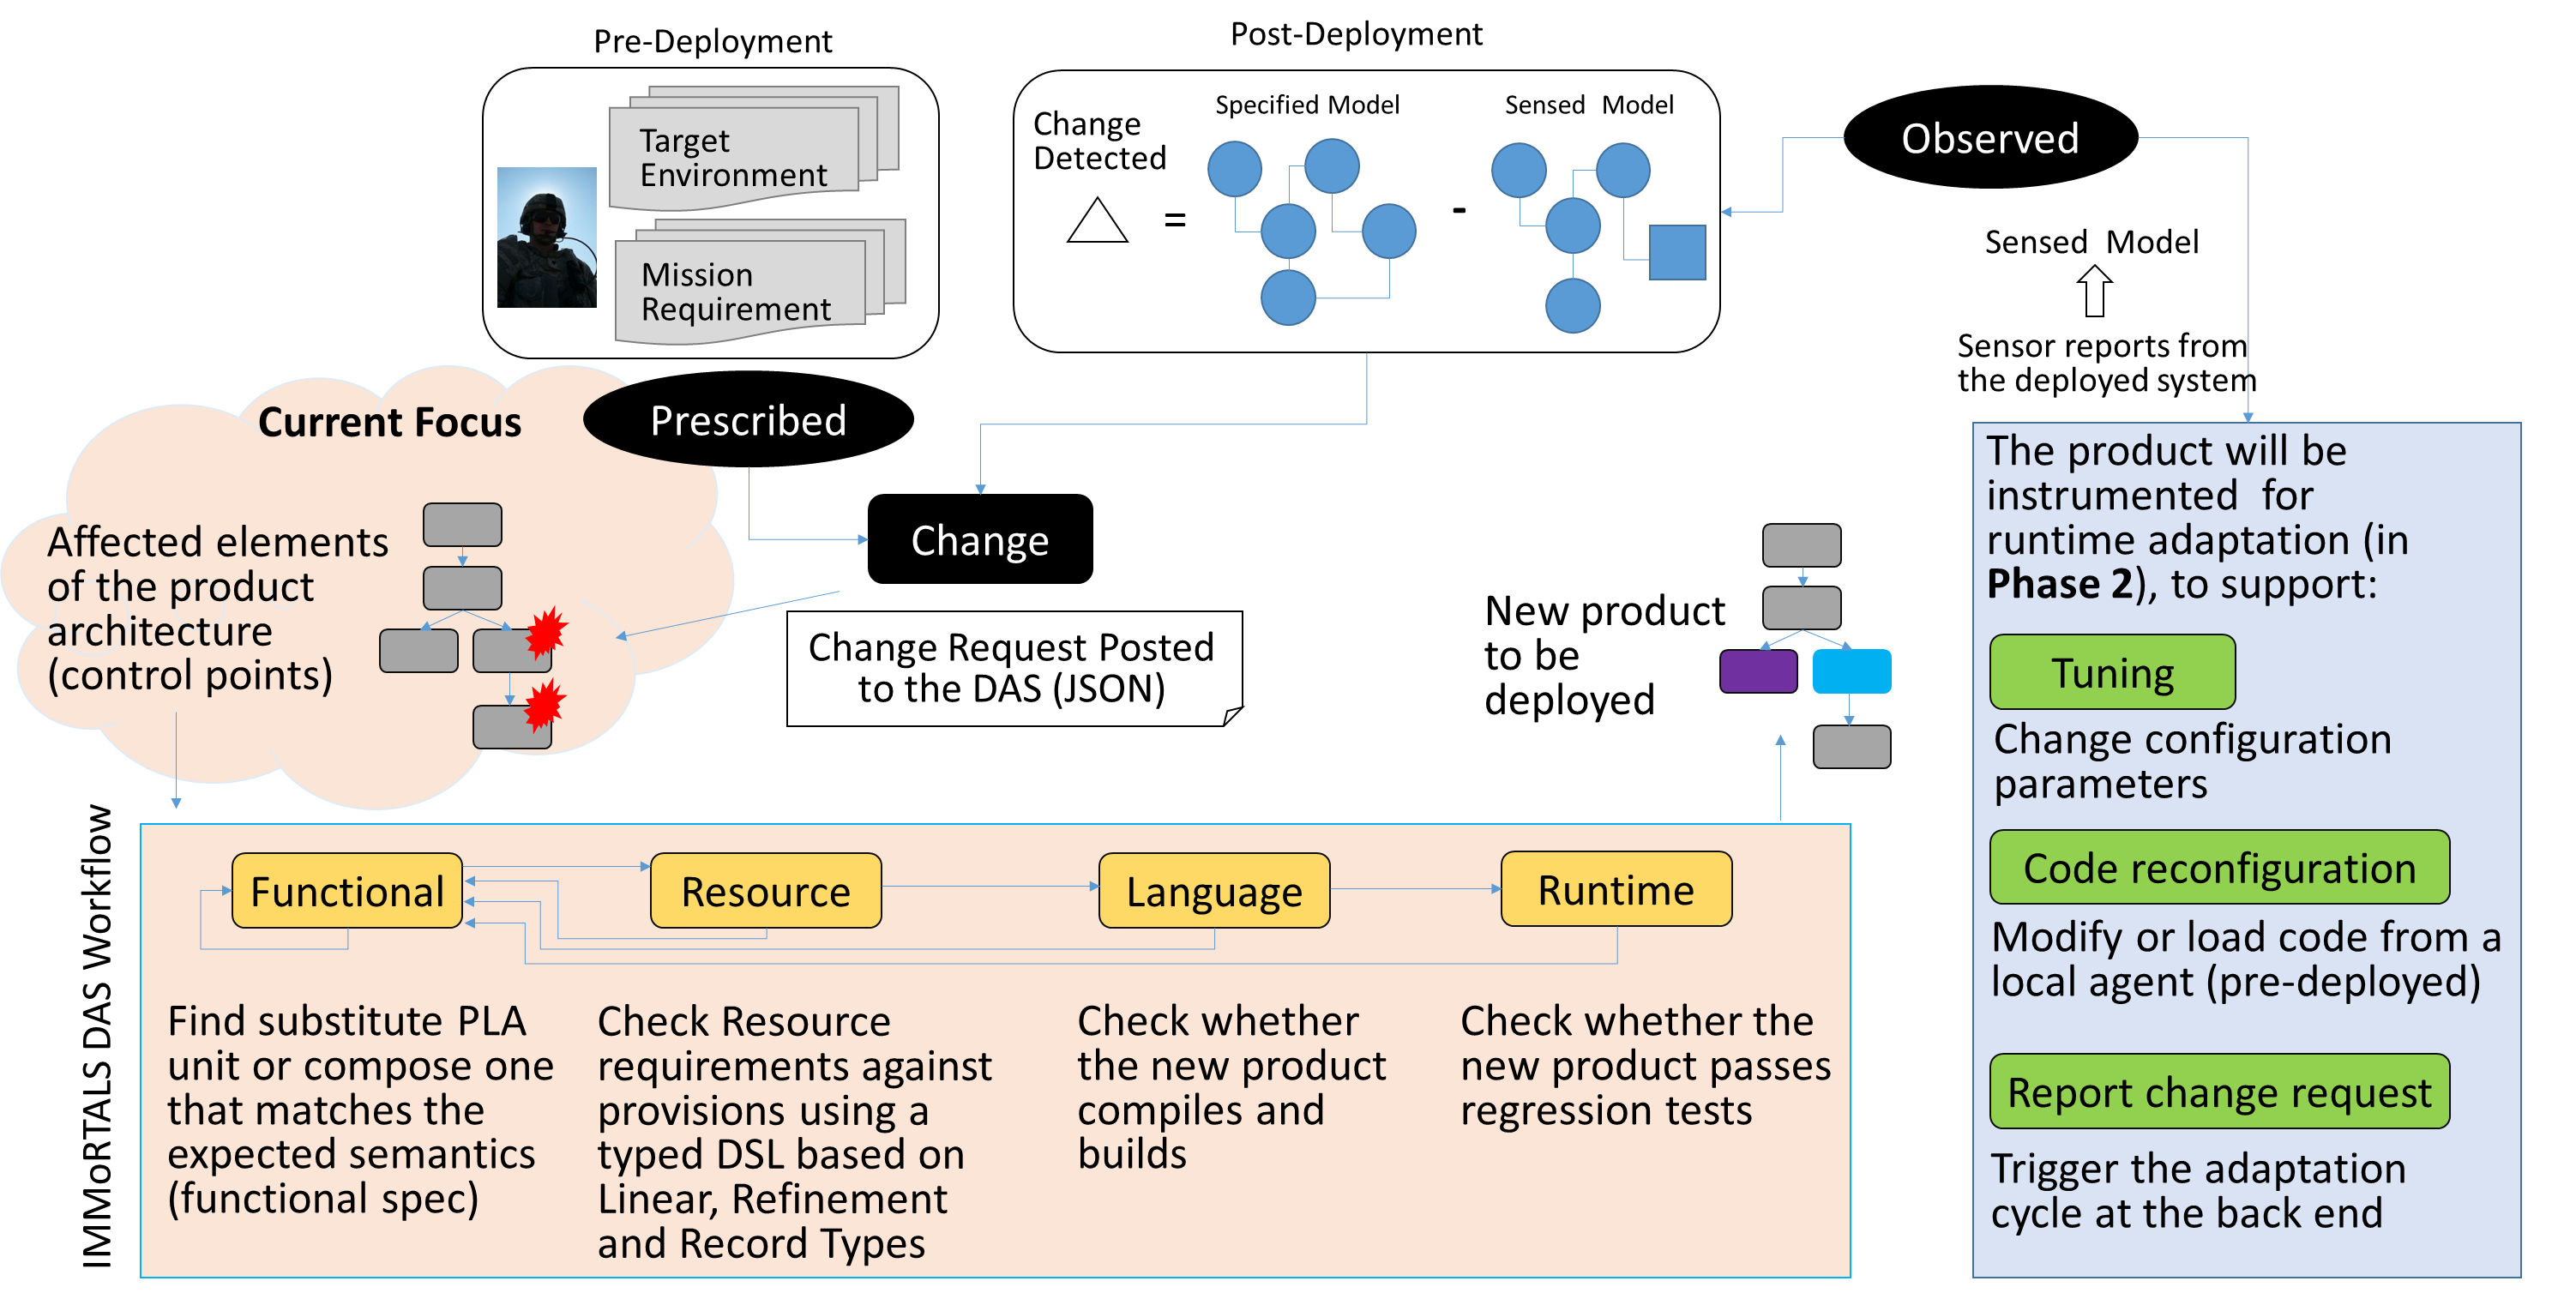 Pre-Deployment
Target
Environment
Mission
Requirement
Post-Deployment
Change
Detected
=
Specified Model
-
Sensed Model
Observed
Sensed Model
Sensor reports from
the deployed system
Current Focus
Prescribed
Affected elements
of the product
architecture
(control points)
Change
Change Request Posted
to the DAS (JSON)
New product
to be
deployed
The product will be
instrumented for
runtime adaptation (in
Phase 2), to support:
Tuning
Change configuration
parameters
Code reconfiguration
Modify or load code from a
local agent (pre-deployed)
Report change request
Trigger the adaptation
cycle at the back end
IMMoRTALS DAS Workflow
Functional
Resource
Language
Runtime
Find substitute PLA
unit or compose one
that matches the
expected semantics
(functional spec)
Check Resource
requirements against
provisions using a
typed DSL based on
Linear, Refinement
and Record Types
Check whether
the new product
compiles and
builds
Check whether the
new product passes
regression tests